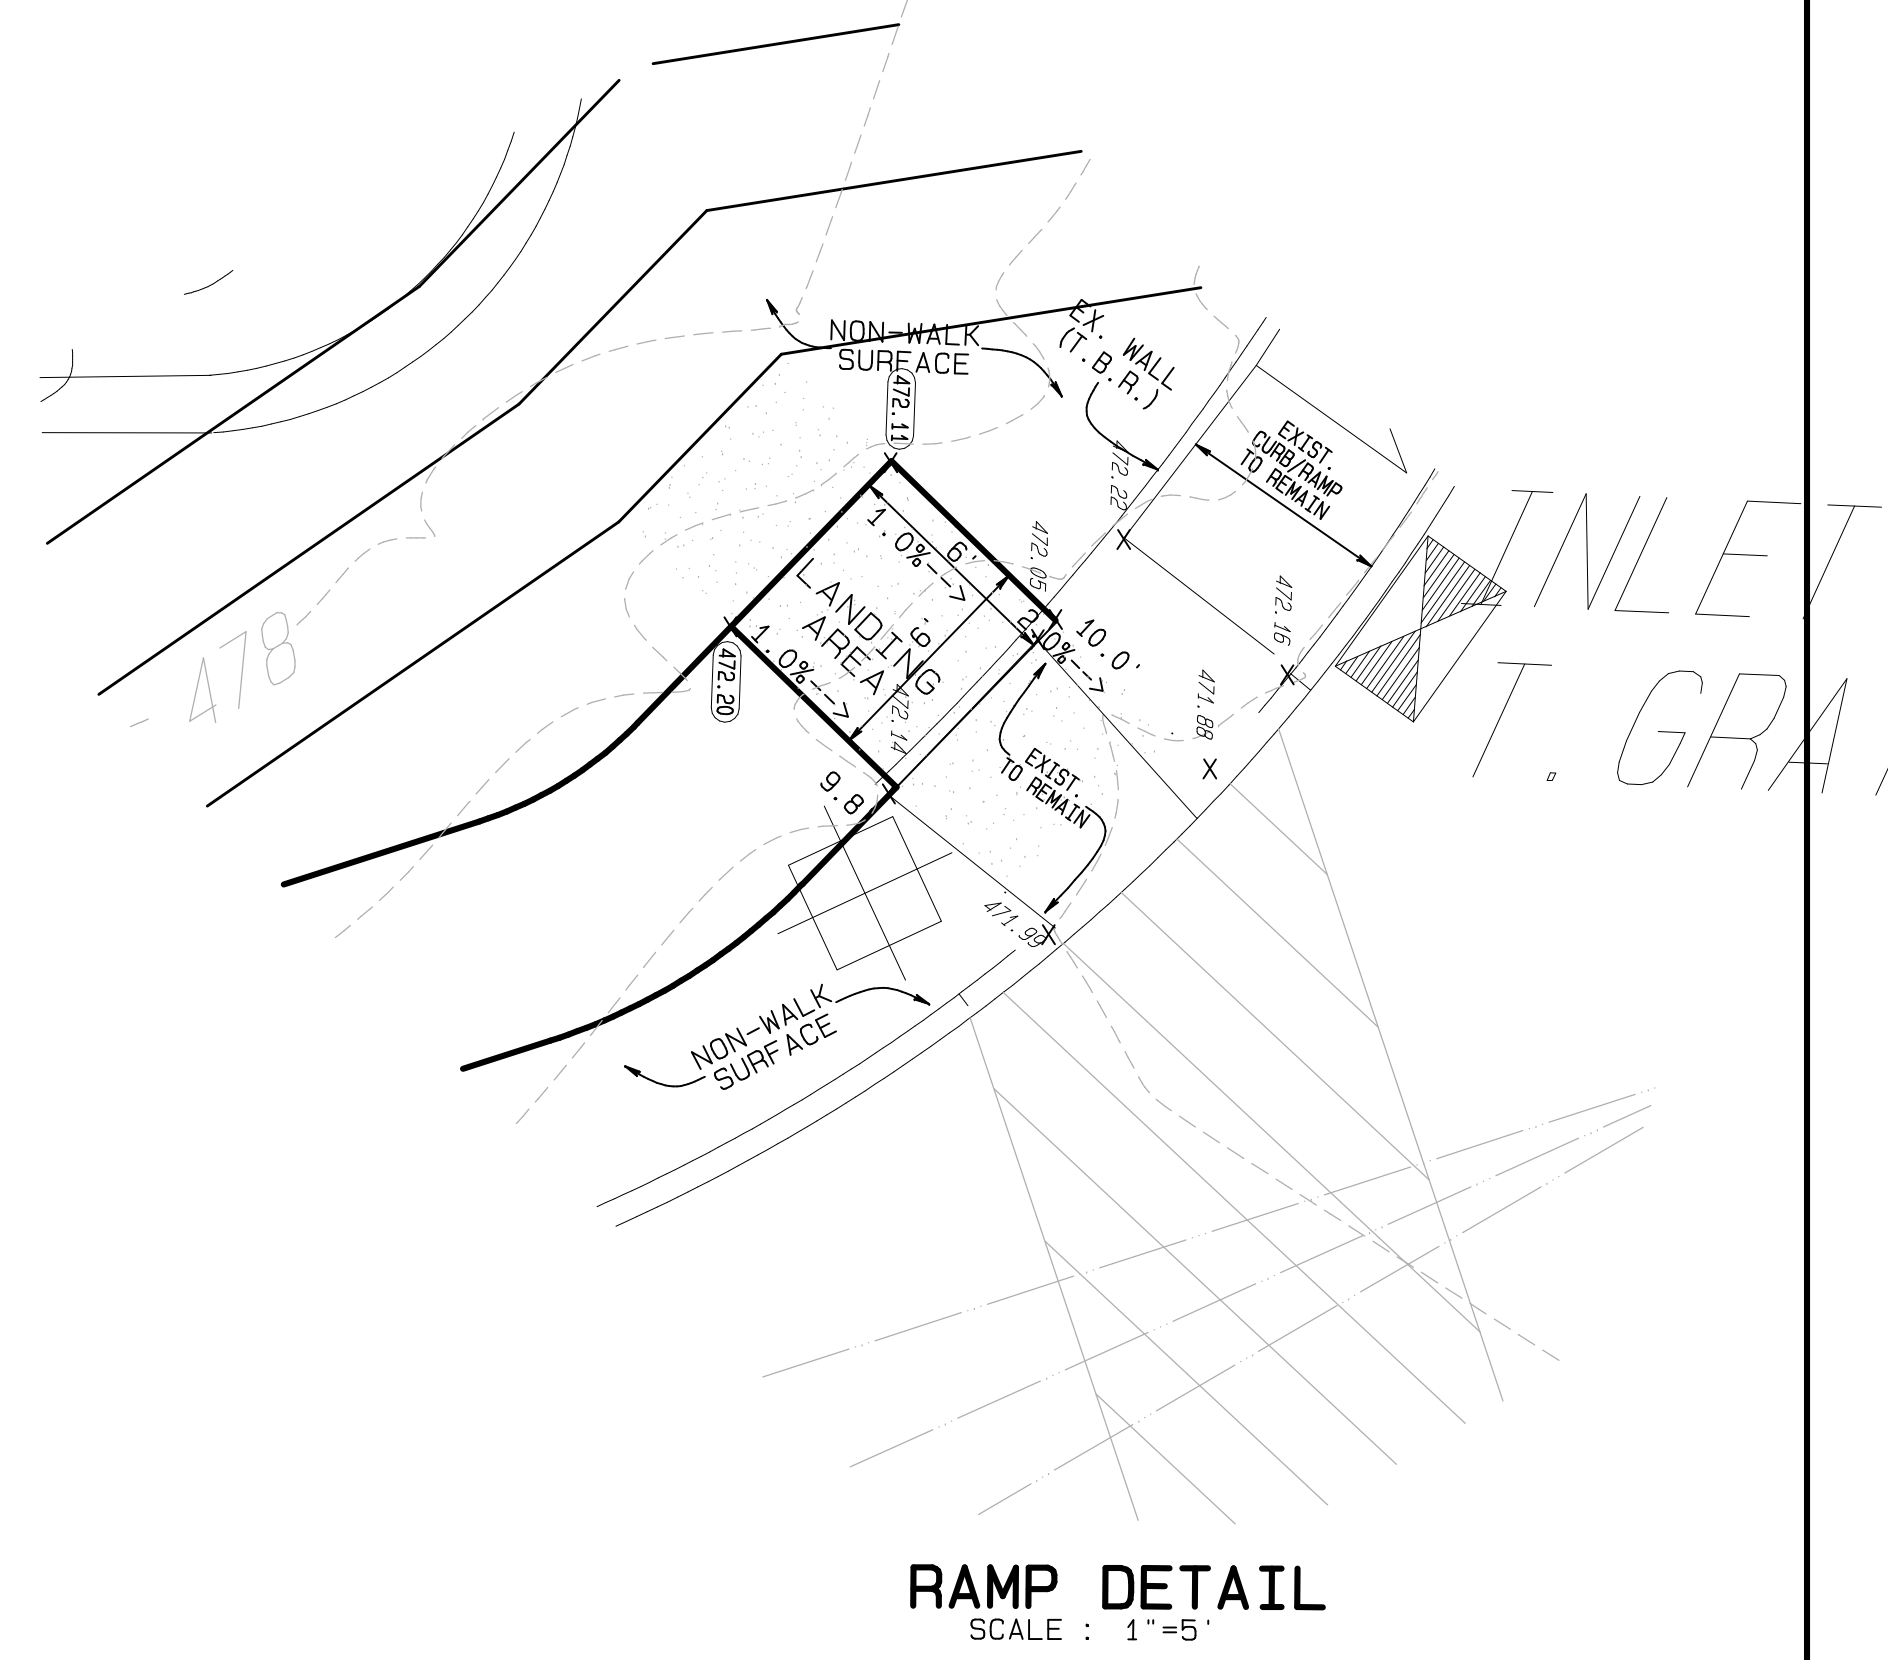 NON-WALK
SURFACE
EX. WALL
(T.B.R.)
EXIST.
CURB/RAMP
TO REMAIN
472.11
472.22
472.05
472.16
471.88
INLET
T. GRA
1.0%-->
6'
LANDING
AREA
6'
2.0%-->
10.0'
1.0%-->
472.20
472.14
478
9.8
EXIST.
TO REMAIN
471.99
NON-WALK
SURFACE
RAMP DETAIL
SCALE : 1"=5'